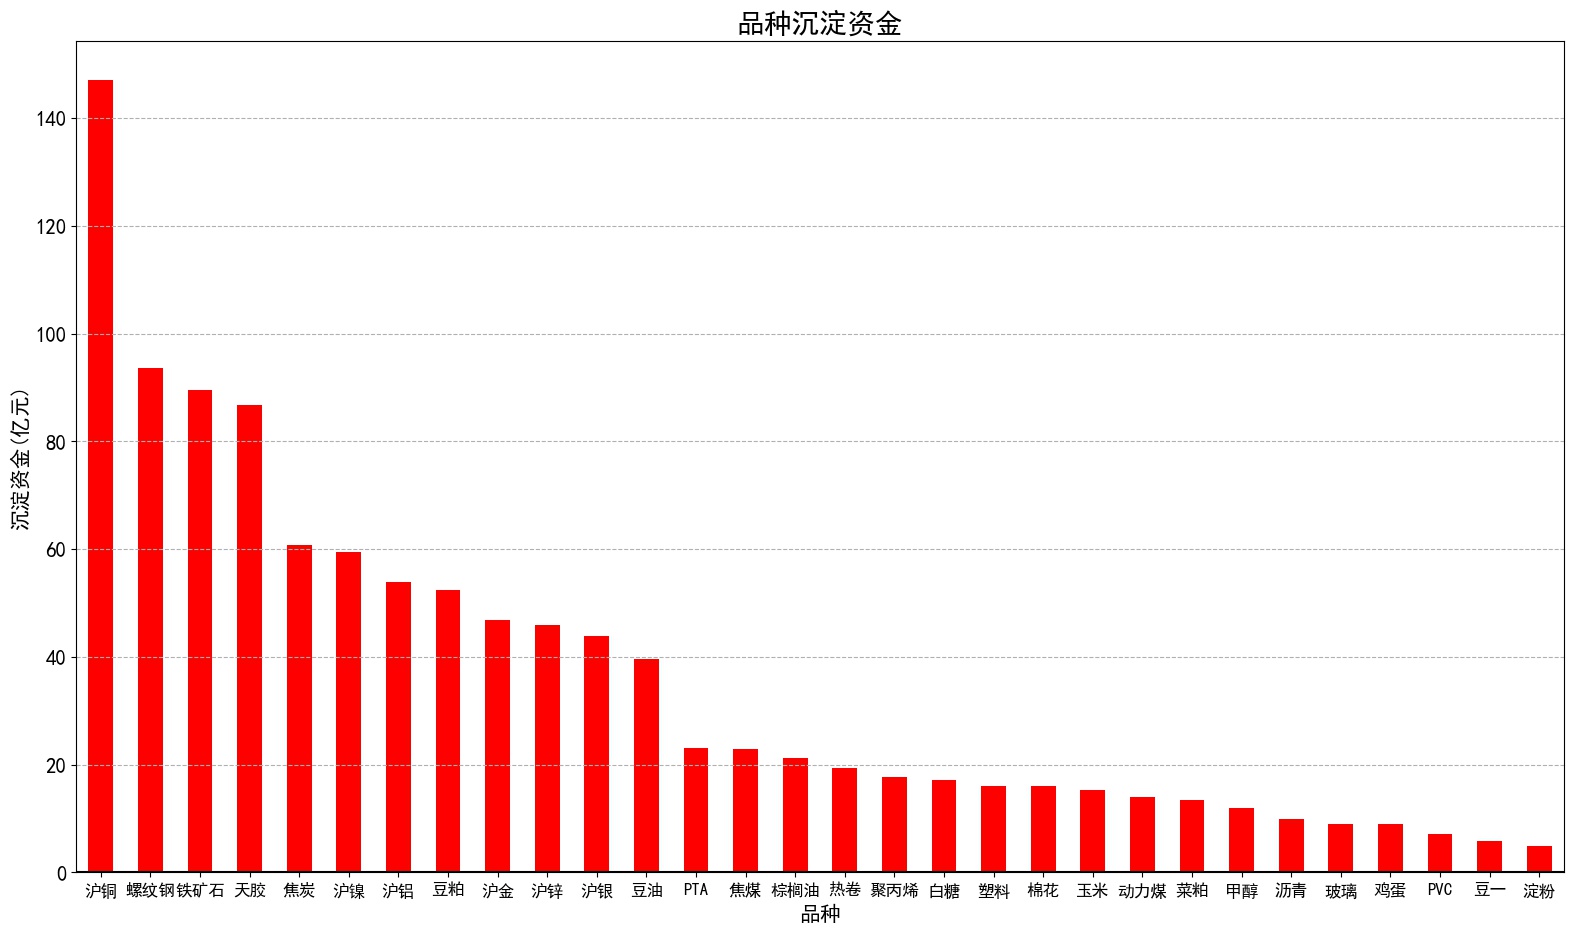 品种沉淀资金
沉淀资金(亿元)
140
120
100
80
60
40
20
0
沪铜 螺纹钢 铁矿石 天胶 焦炭 沪镍 沪铝 豆粕 沪金 沪锌 沪银 豆油 PTA 焦煤 棕榈油 热卷 聚丙烯 白糖 塑料 棉花 玉米 动力煤 菜粕 甲醇 沥青 玻璃 鸡蛋 PVC 豆一 淀粉
品种